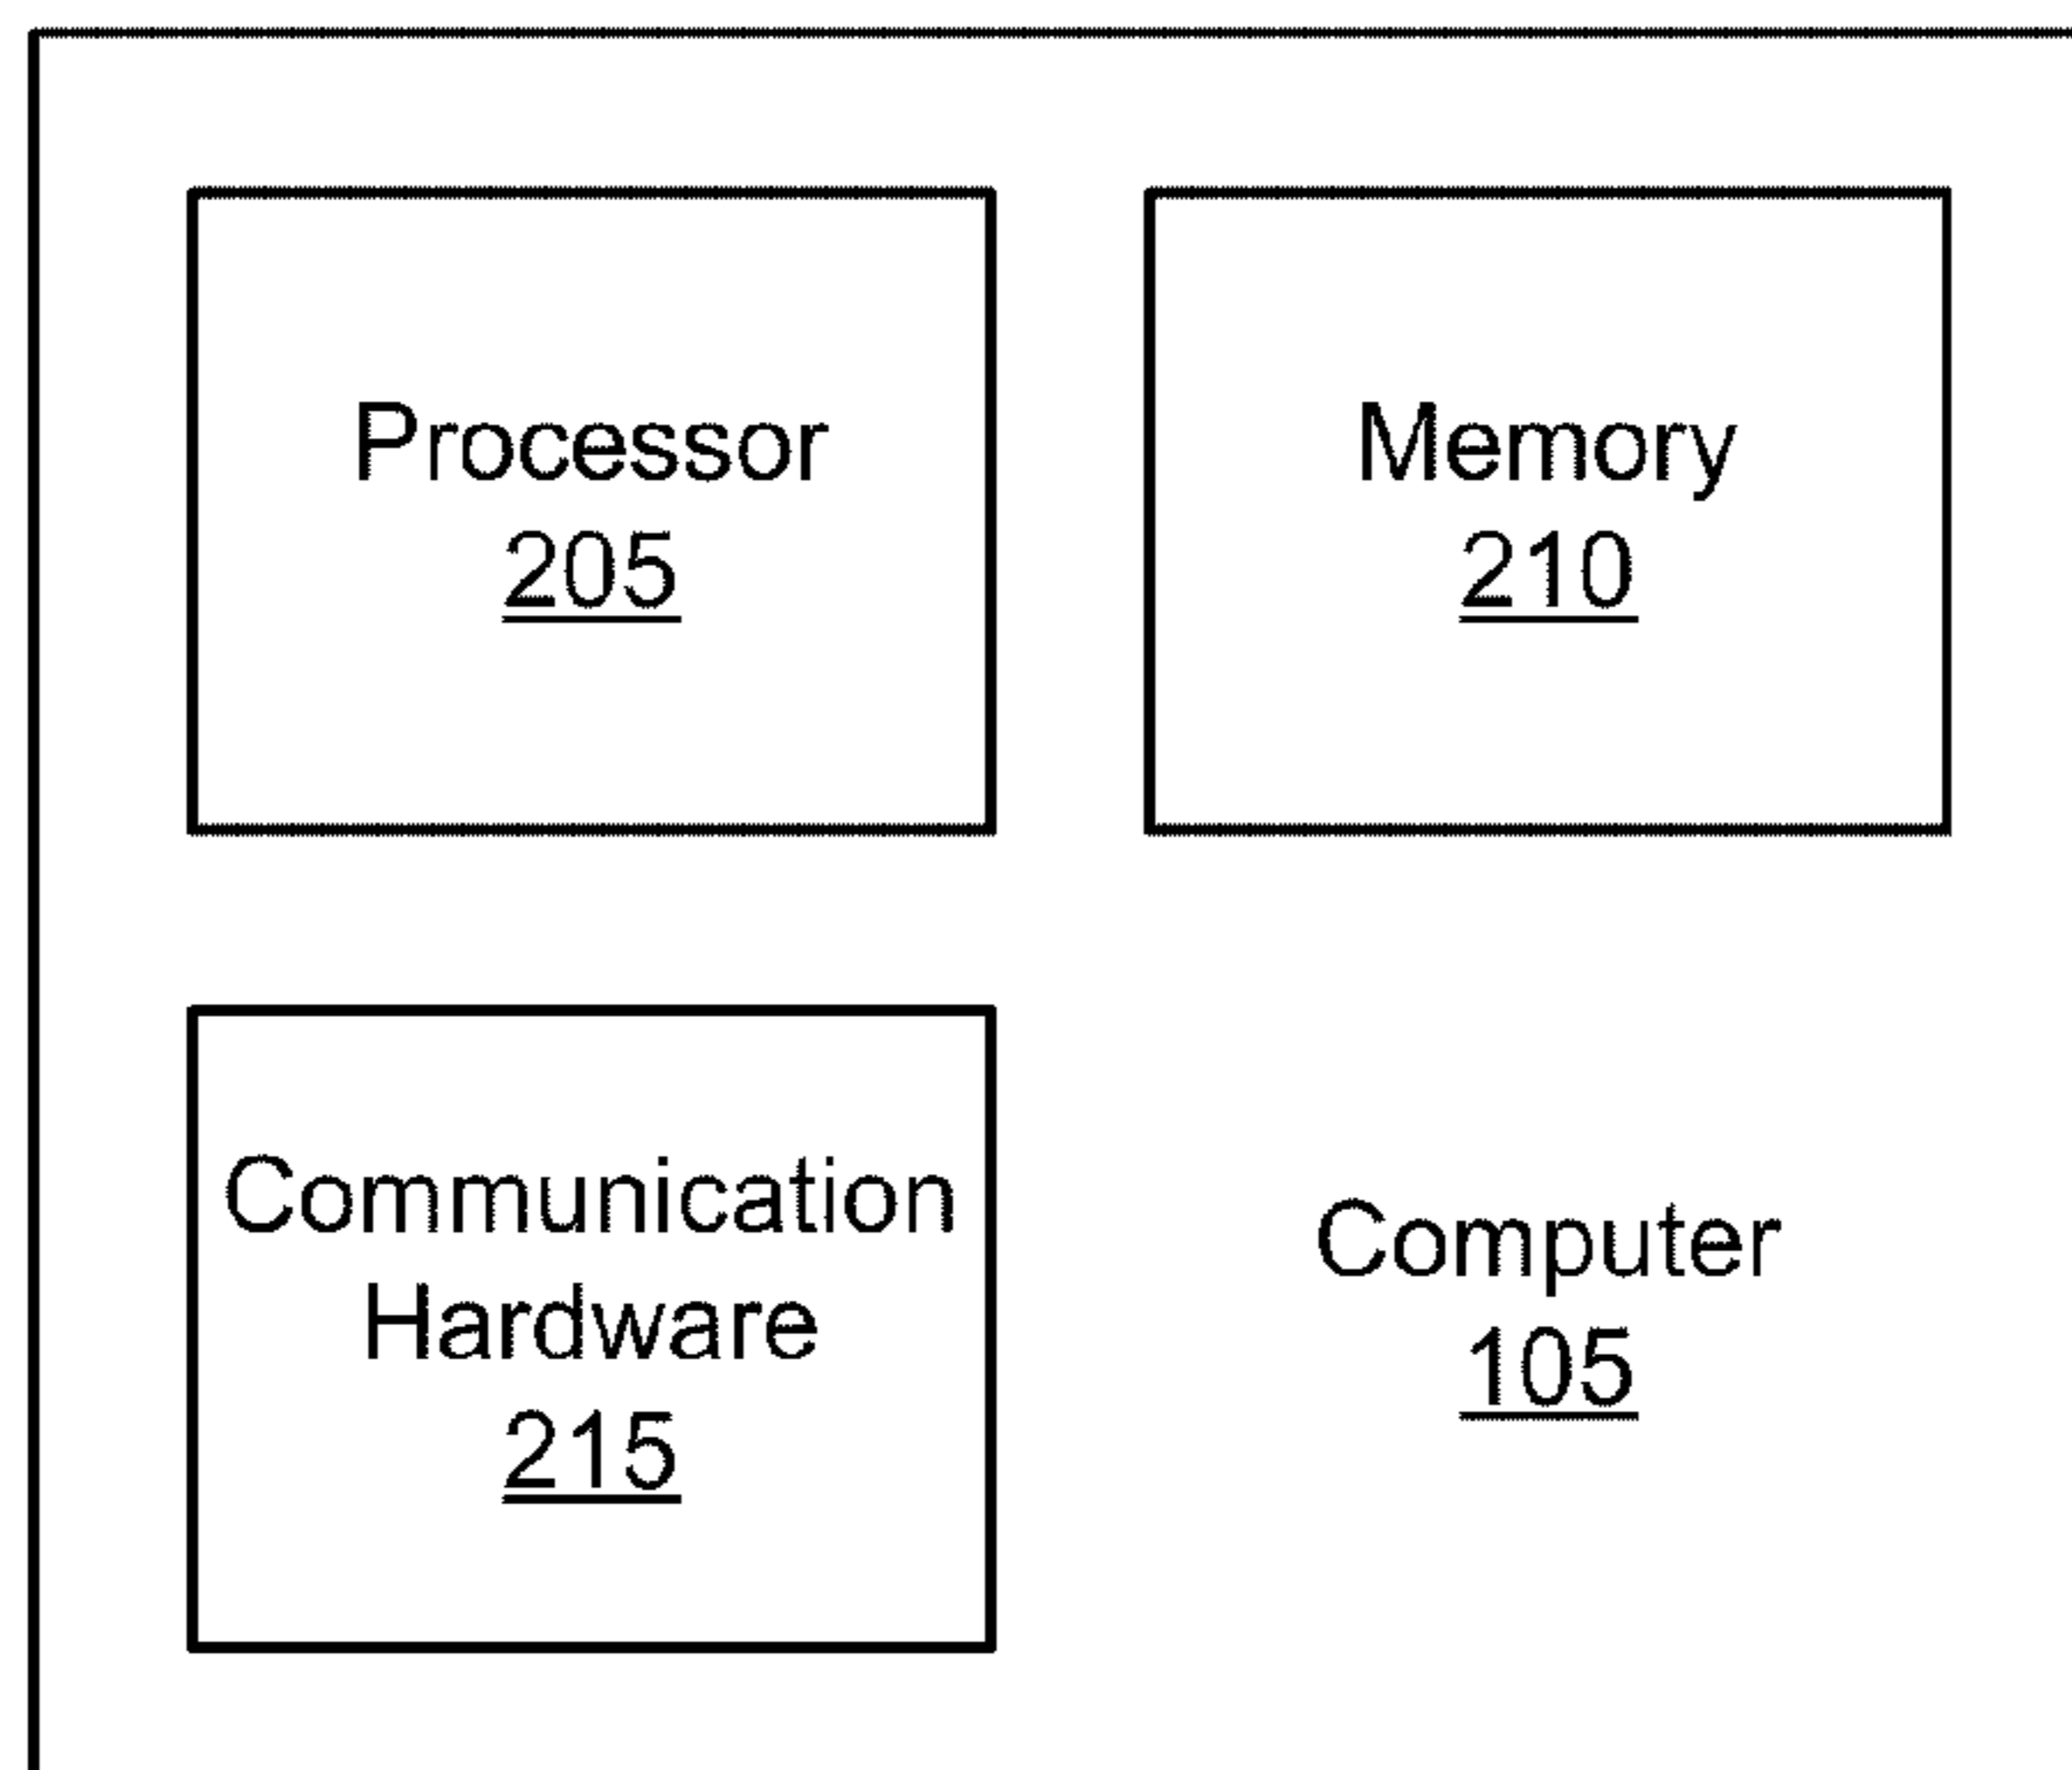 Processor
205
Memory
210
Communication
Hardware
215
Computer
105